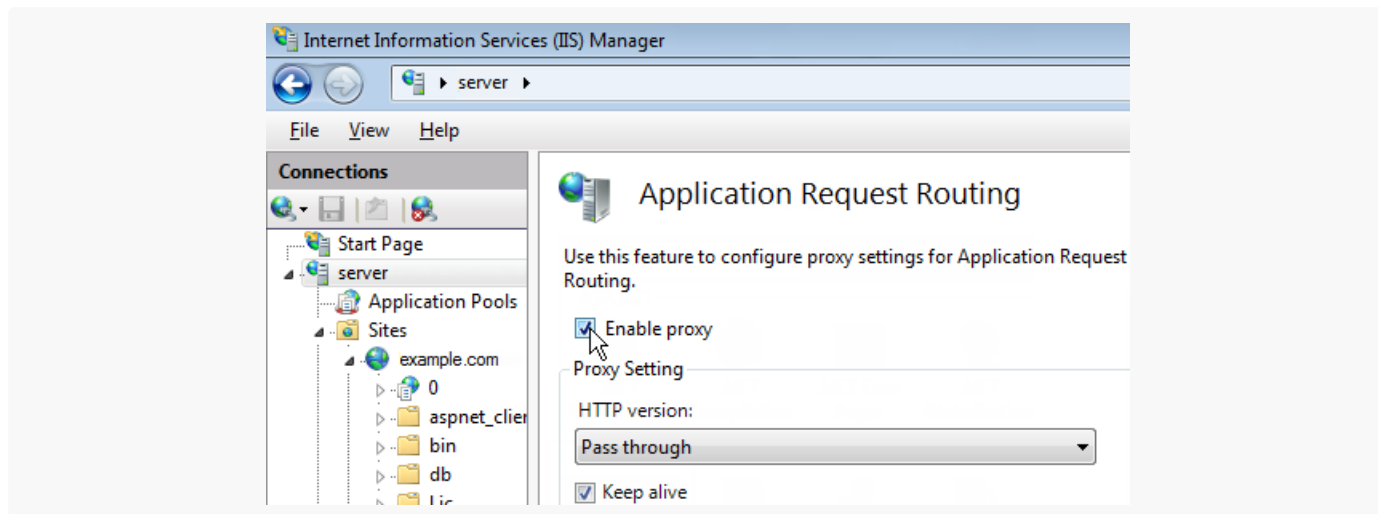 Internet Information Services (IIS) Manager
server
File View Help
Connections
Start Page
server
Application Pools
Sites
example.com
0
aspnet_clier
bin
db
Application Request Routing
Use this feature to configure proxy settings for Application Request
Routing.
Enable proxy
Proxy Setting
HTTP version:
Pass through
Keep alive